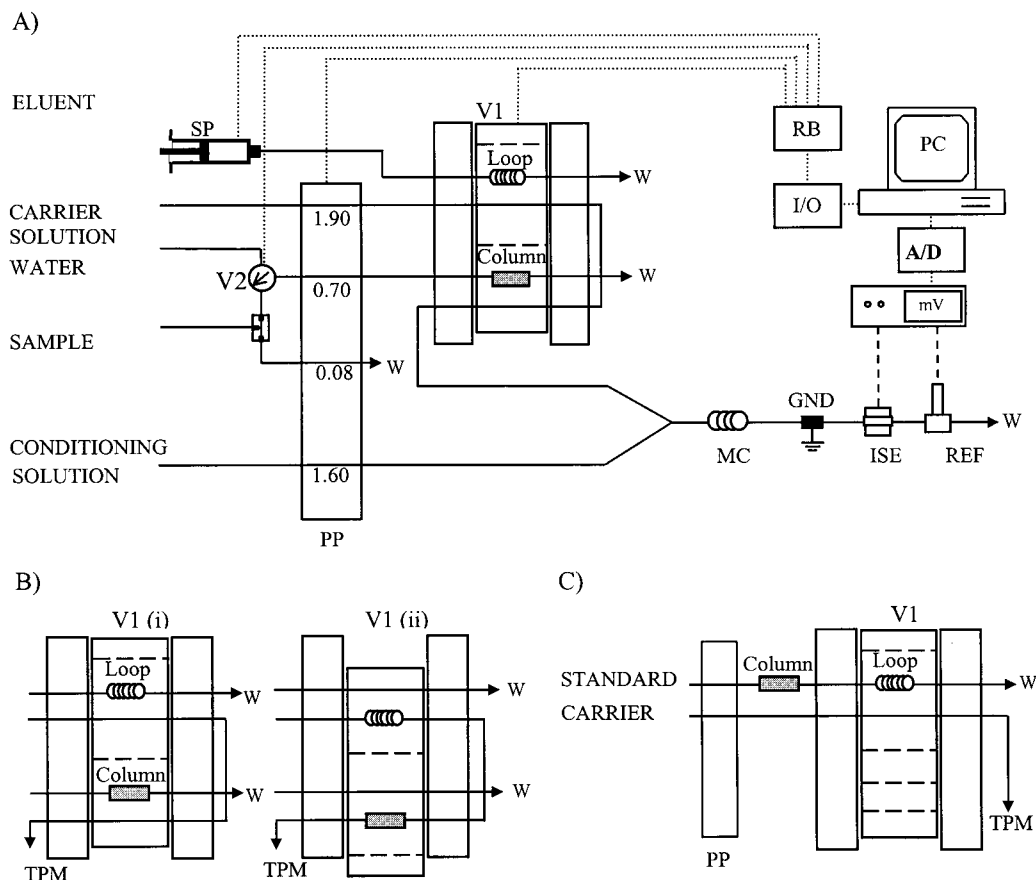 A)
ELUENT
SP
V1
Loop
W
RB
PC
I/O
A/D
mV
CARRIER
SOLUTION
1.90
WATER
V2
0.70
Column
W
SAMPLE
0.08
W
CONDITIONING
SOLUTION
1.60
PP
MC
GND
ISE
REF
W
B)
V1 (i)
Loop
W
Column
W
TPM
V1 (ii)
W
W
TPM
C)
V1
STANDARD
Column
Loop
W
CARRIER
PP
TPM